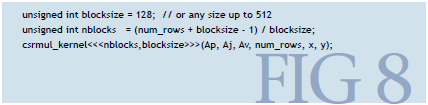 unsigned int blocksize = 128;  // or any size up to 512
unsigned int nblocks   = (num_rows + blocksize - 1) / blocksize;
csrmul_kernel<<<nblocks,blocksize>>>(Ap, Aj, Av, num_rows, x, y);
FIG 8